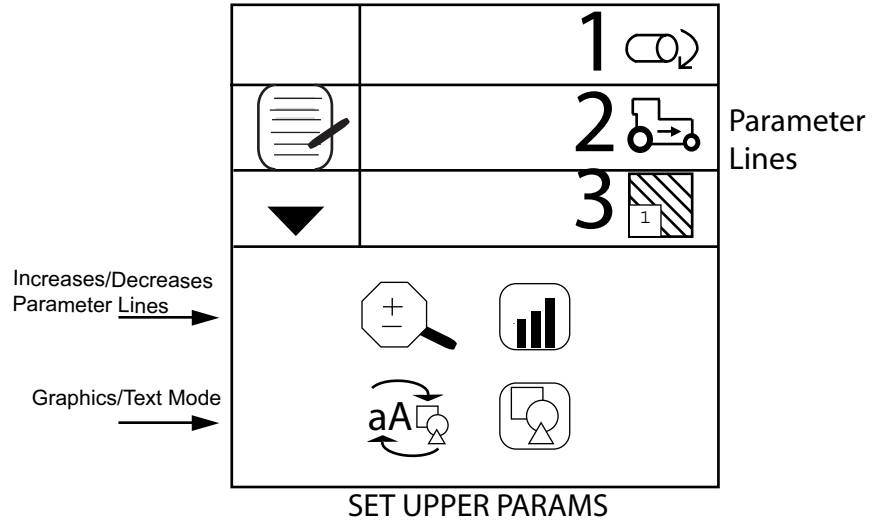 1
2
3
1
Parameter
Lines
Increases/Decreases
Parameter Lines
+
−
Graphics/Text Mode
aA
SET UPPER PARAMS